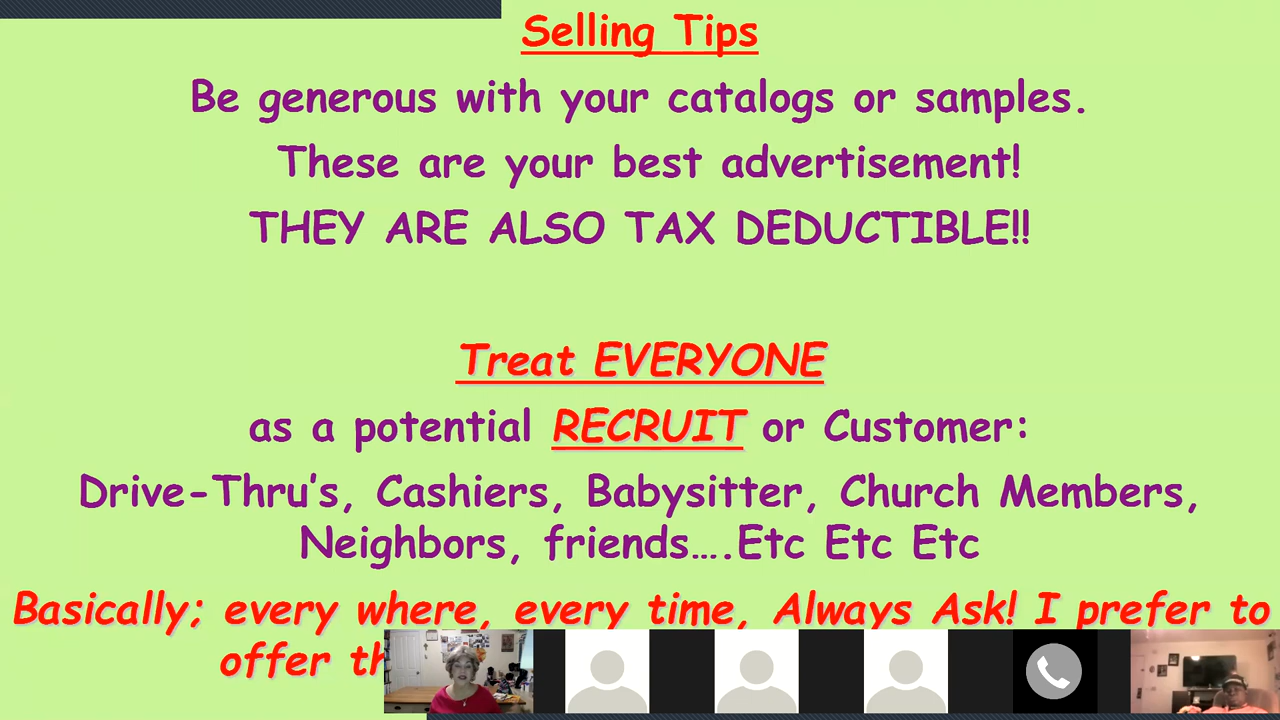 Selling Tips
Be generous with your catalogs or samples.
These are your best advertisement!
THEY ARE ALSO TAX DEDUCTIBLE!!
Treat EVERYONE
as a potential RECRUIT or Customer:
Drive-Thru's, Cashiers, Babysitter, Church Members,
Neighbors, friends....Etc Etc Etc
Basically; every where, every time, Always Ask! I prefer to
offer